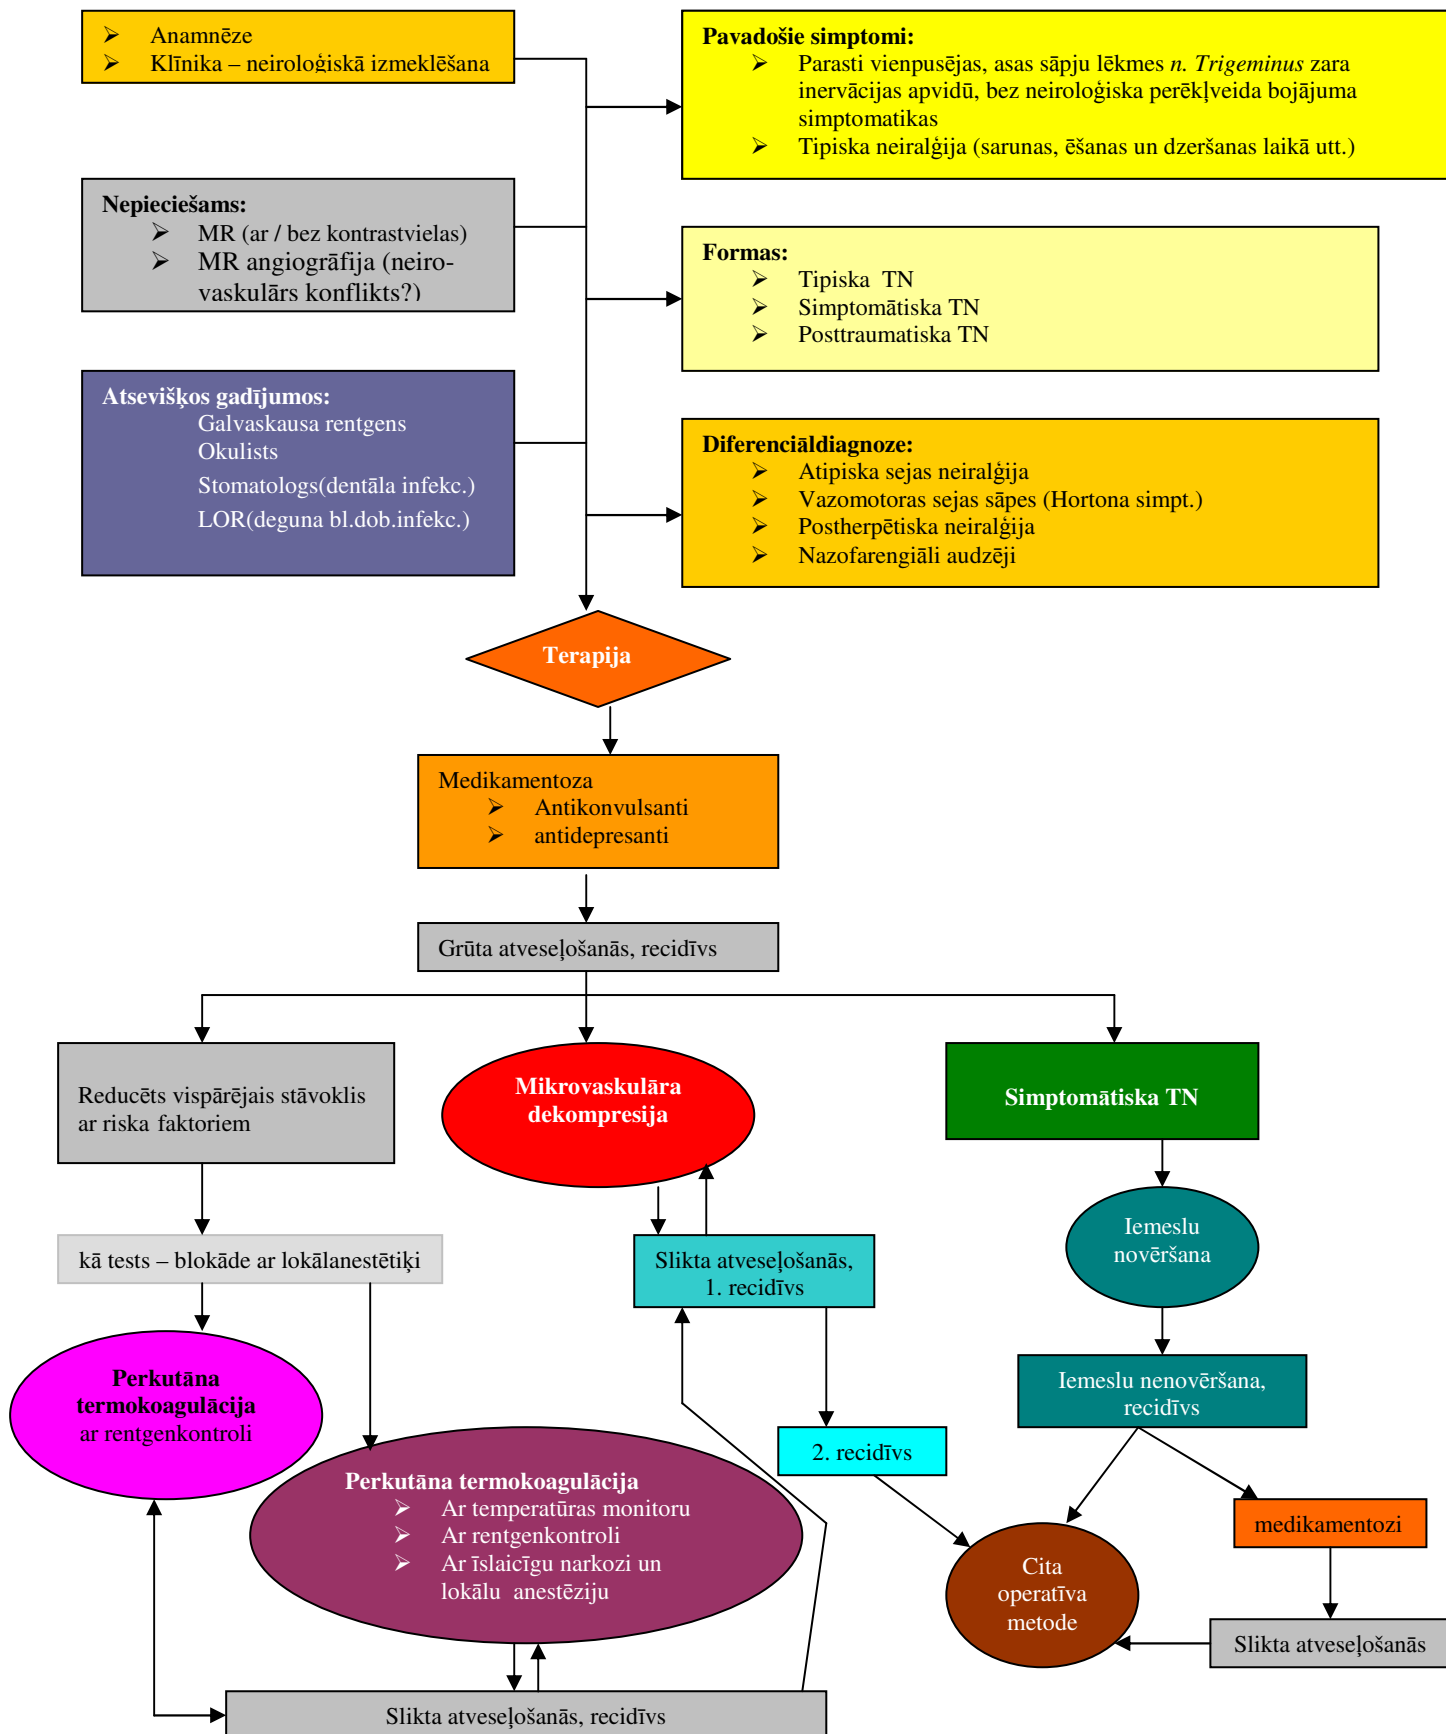 Anamnēze
Klīnika – neiroloģiskā izmeklēšana
Pavadošie simptomi:
Parasti vienpusējas, asas sāpju lēkmes n. Trigeminus zara
inervācijas apvidū, bez neiroloģiska perēkļveida bojājuma
simptomatikas
Tipiska neiralģija (sarunas, ēšanas un dzeršanas laikā utt.)
Nepieciešams:
MR (ar / bez kontrastvielas)
MR angiogrāfija (neiro-
vaskulārs konflikts?)
Formas:
Tipiska TN
Simptomātiska TN
Posttraumatiska TN
Atsevišķos gadījumos:
Galvaskausa rentgens
Okulists
Stomatologs(dentāla infekc.)
LOR(deguna bl.dob.infekc.)
Diferenciāldiagnoze:
Atipiska sejas neiralģija
Vazomotoras sejas sāpes (Hortona simpt.)
Postherpētiska neiralģija
Nazofarengiāli audzēji
Terapija
Medikamentoza
Antikonvulsanti
antidepresanti
Grūta atveseļošanās, recidīvs
Reducēts vispārējais stāvoklis
ar riska faktoriem
Mikrovaskulāra
dekompresija
Simptomātiska TN
kā tests – blokāde ar lokālanestētiķi
Slikta atveseļošanās,
1. recidīvs
Iemeslu
novēršana
Perkutāna
termokoagulācija
ar rentgenkontroli
Iemeslu nenovēršana,
recidīvs
2. recidīvs
Perkutāna termokoagulācija
Ar temperatūras monitoru
Ar rentgenkontroli
Ar īslaicīgu narkozi un
lokālu anestēziju
medikamentozi
Cita
operatīva
metode
Slikta atveseļošanās
Slikta atveseļošanās, recidīvs